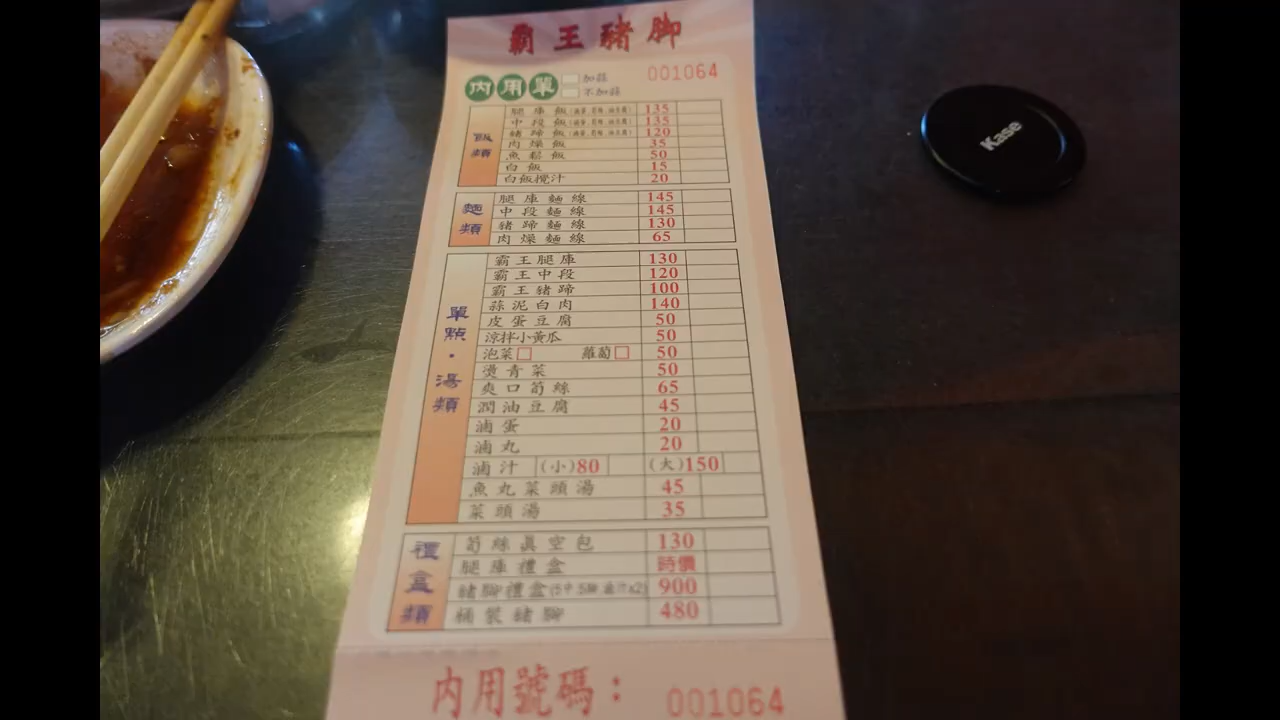 霸王豬脚
內用單
加蒜
不加蒜
001064
飯類
腿庫飯 135
中段飯 135
豬蹄飯 120
肉燥飯 35
魚鬆飯 50
白飯 15
白飯攪汁 20
麵類
腿庫麵線 145
中段麵線 145
豬蹄麵線 130
肉燥麵線 65
單點·湯類
霸王腿庫 130
霸王中段 120
霸王豬蹄 100
蒜泥白肉 140
皮蛋豆腐 50
涼拌小黃瓜 50
泡菜□ 蘿蔔□ 50
燙青菜 50
爽口筍絲 65
潤油豆腐 45
滷蛋 20
滷丸 20
滷汁 (小)80 (大)150
魚丸菜頭湯 45
菜頭湯 35
禮盒類
筍絲真空包 130
腿庫禮盒 時價
豬腳禮盒 900
桶裝豬腳 480
內用號碼：001064
Kase